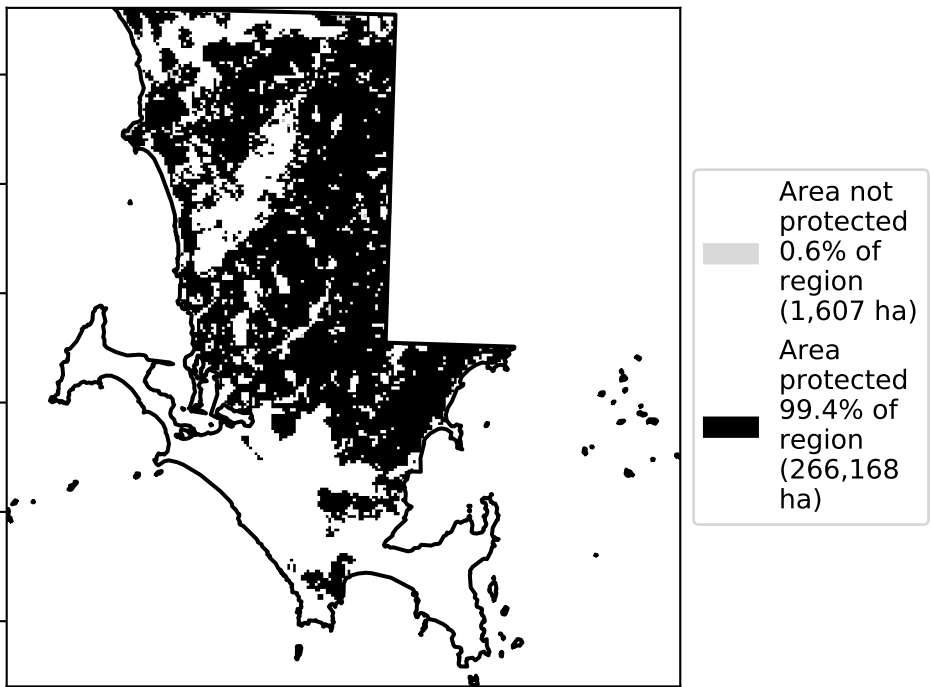 Area not
protected
0.6% of
region
(1,607 ha)
Area
protected
99.4% of
region
(266,168
ha)